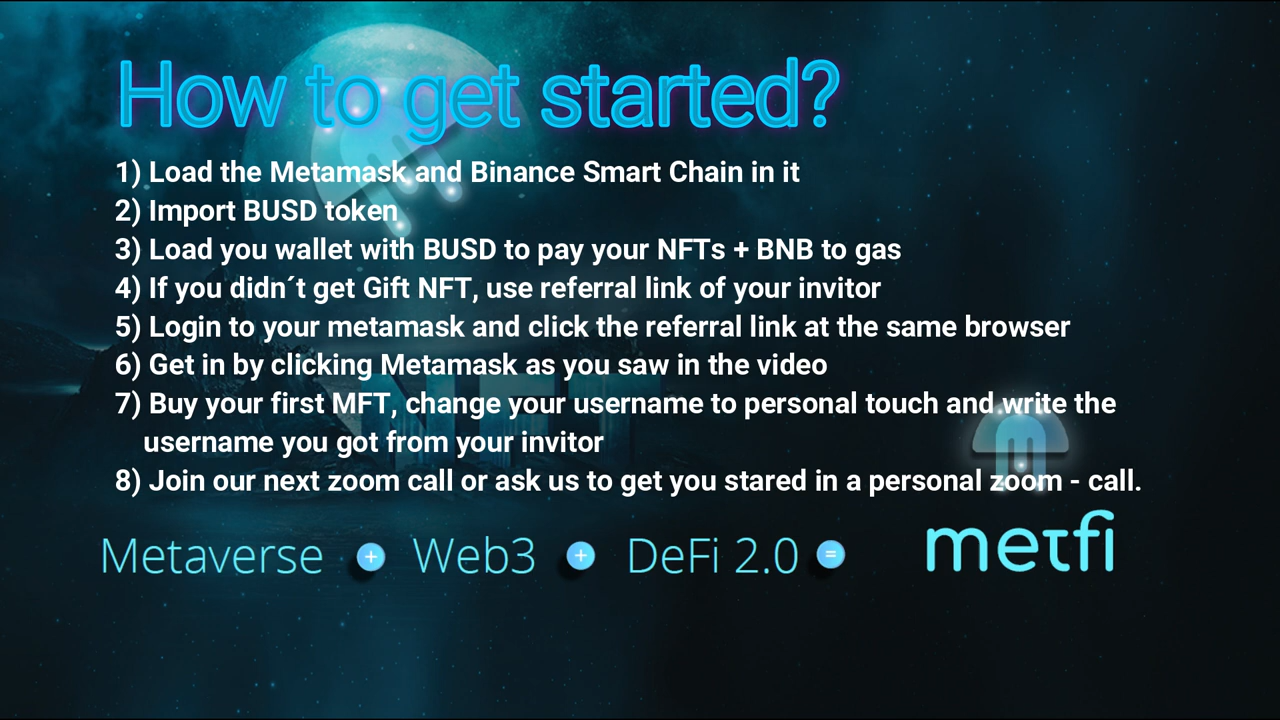 How to get started?
1) Load the Metamask and Binance Smart Chain in it
2) Import BUSD token
3) Load you wallet with BUSD to pay your NFTs + BNB to gas
4) If you didn´t get Gift NFT, use referral link of your invitor
5) Login to your metamask and click the referral link at the same browser
6) Get in by clicking Metamask as you saw in the video
7) Buy your first MFT, change your username to personal touch and write the
username you got from your invitor
8) Join our next zoom call or ask us to get you stared in a personal zoom - call.
Metaverse + Web3 + DeFi 2.0 = metfi